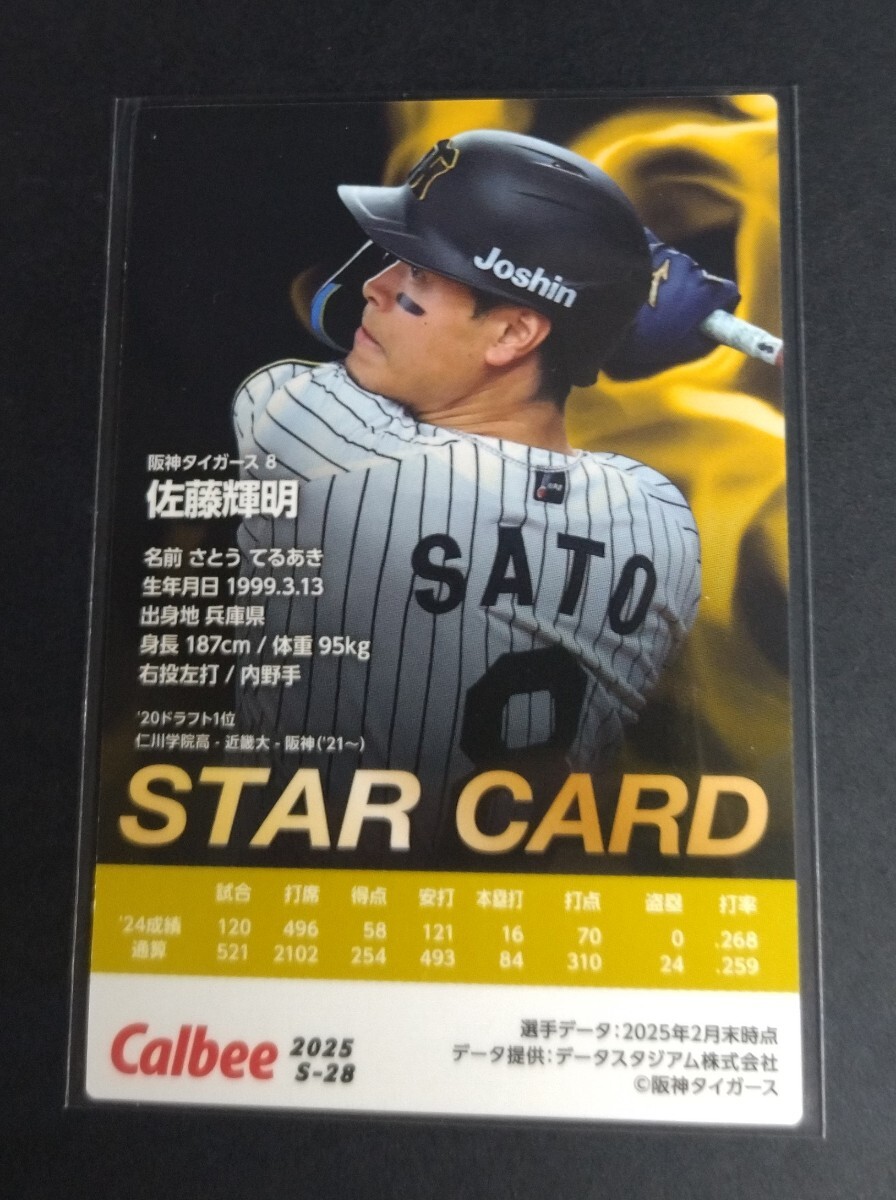 Joshin
SATO
8
阪神タイガース 8
佐藤輝明
名前 さとう てるあき
生年月日 1999.3.13
出身地 兵庫県
身長 187cm / 体重 95kg
右投左打 / 内野手
'20ドラフト1位
仁川学院高 - 近畿大 - 阪神('21～)
STAR CARD
試合 打席 得点 安打 本塁打 打点 盗塁 打率
'24成績 120 496 58 121 16 70 0 .268
通算 521 2102 254 493 84 310 24 .259
Calbee 2025
S-28
選手データ：2025年2月末時点
データ提供：データスタジアム株式会社
©阪神タイガース